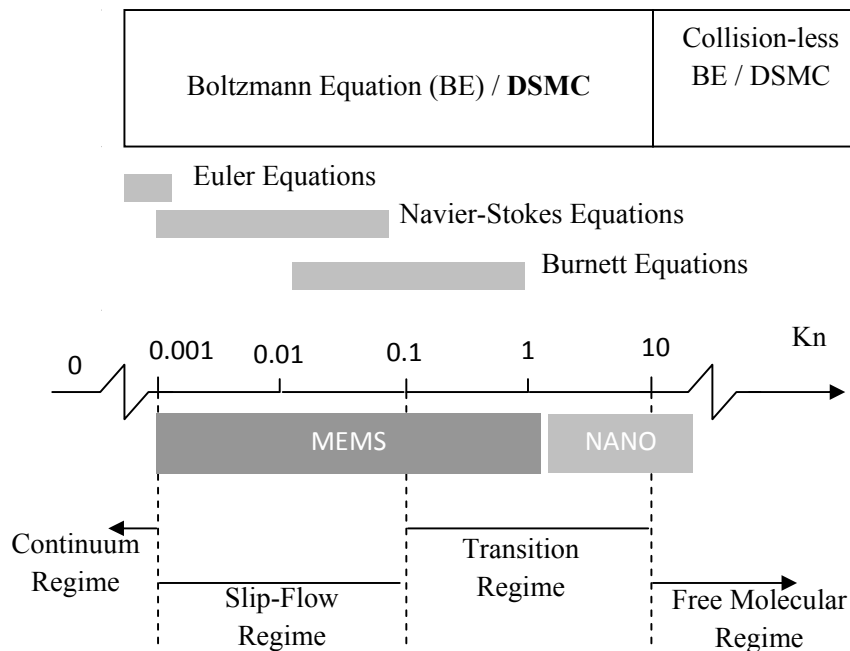 Boltzmann Equation (BE) / DSMC
Collision-less
BE / DSMC
Euler Equations
Navier-Stokes Equations
Burnett Equations
0
0.001
0.01
0.1
1
10
Kn
MEMS
NANO
Continuum
Regime
Slip-Flow
Regime
Transition
Regime
Free Molecular
Regime